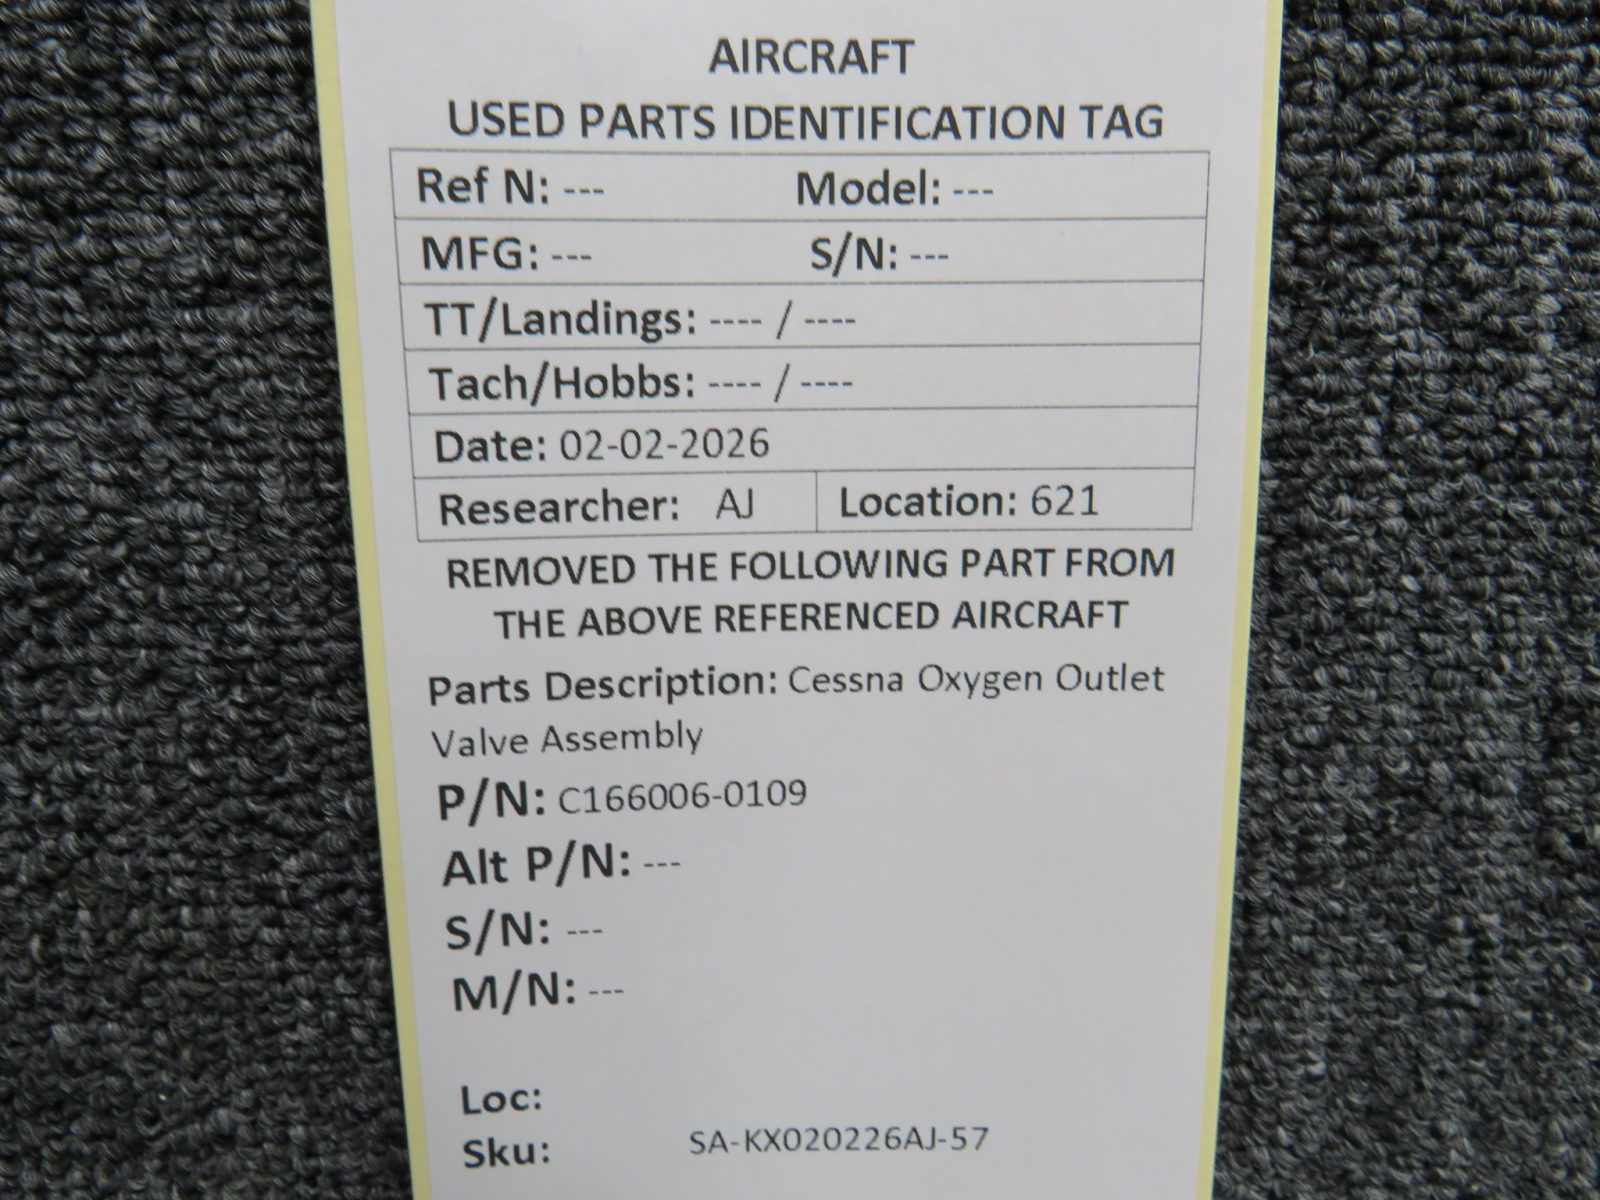 AIRCRAFT
USED PARTS IDENTIFICATION TAG
Ref N: --- Model: ---
MFG: --- S/N: ---
TT/Landings: ---- / ----
Tach/Hobbs: ---- / ----
Date: 02-02-2026
Researcher: AJ Location: 621
REMOVED THE FOLLOWING PART FROM
THE ABOVE REFERENCED AIRCRAFT
Parts Description: Cessna Oxygen Outlet
Valve Assembly
P/N: C166006-0109
Alt P/N: ---
S/N: ---
M/N: ---
Loc:
Sku: SA-KX020226AJ-57